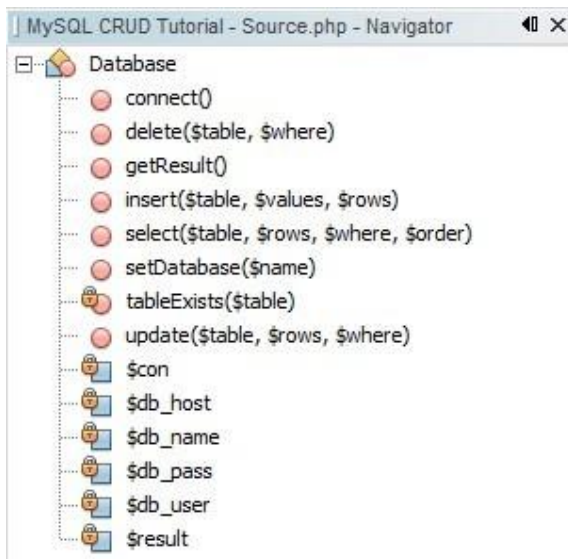 MySQL CRUD Tutorial - Source.php - Navigator
Database
connect()
delete($table, $where)
getResult()
insert($table, $values, $rows)
select($table, $rows, $where, $order)
setDatabase($name)
tableExists($table)
update($table, $rows, $where)
$con
$db_host
$db_name
$db_pass
$db_user
$result